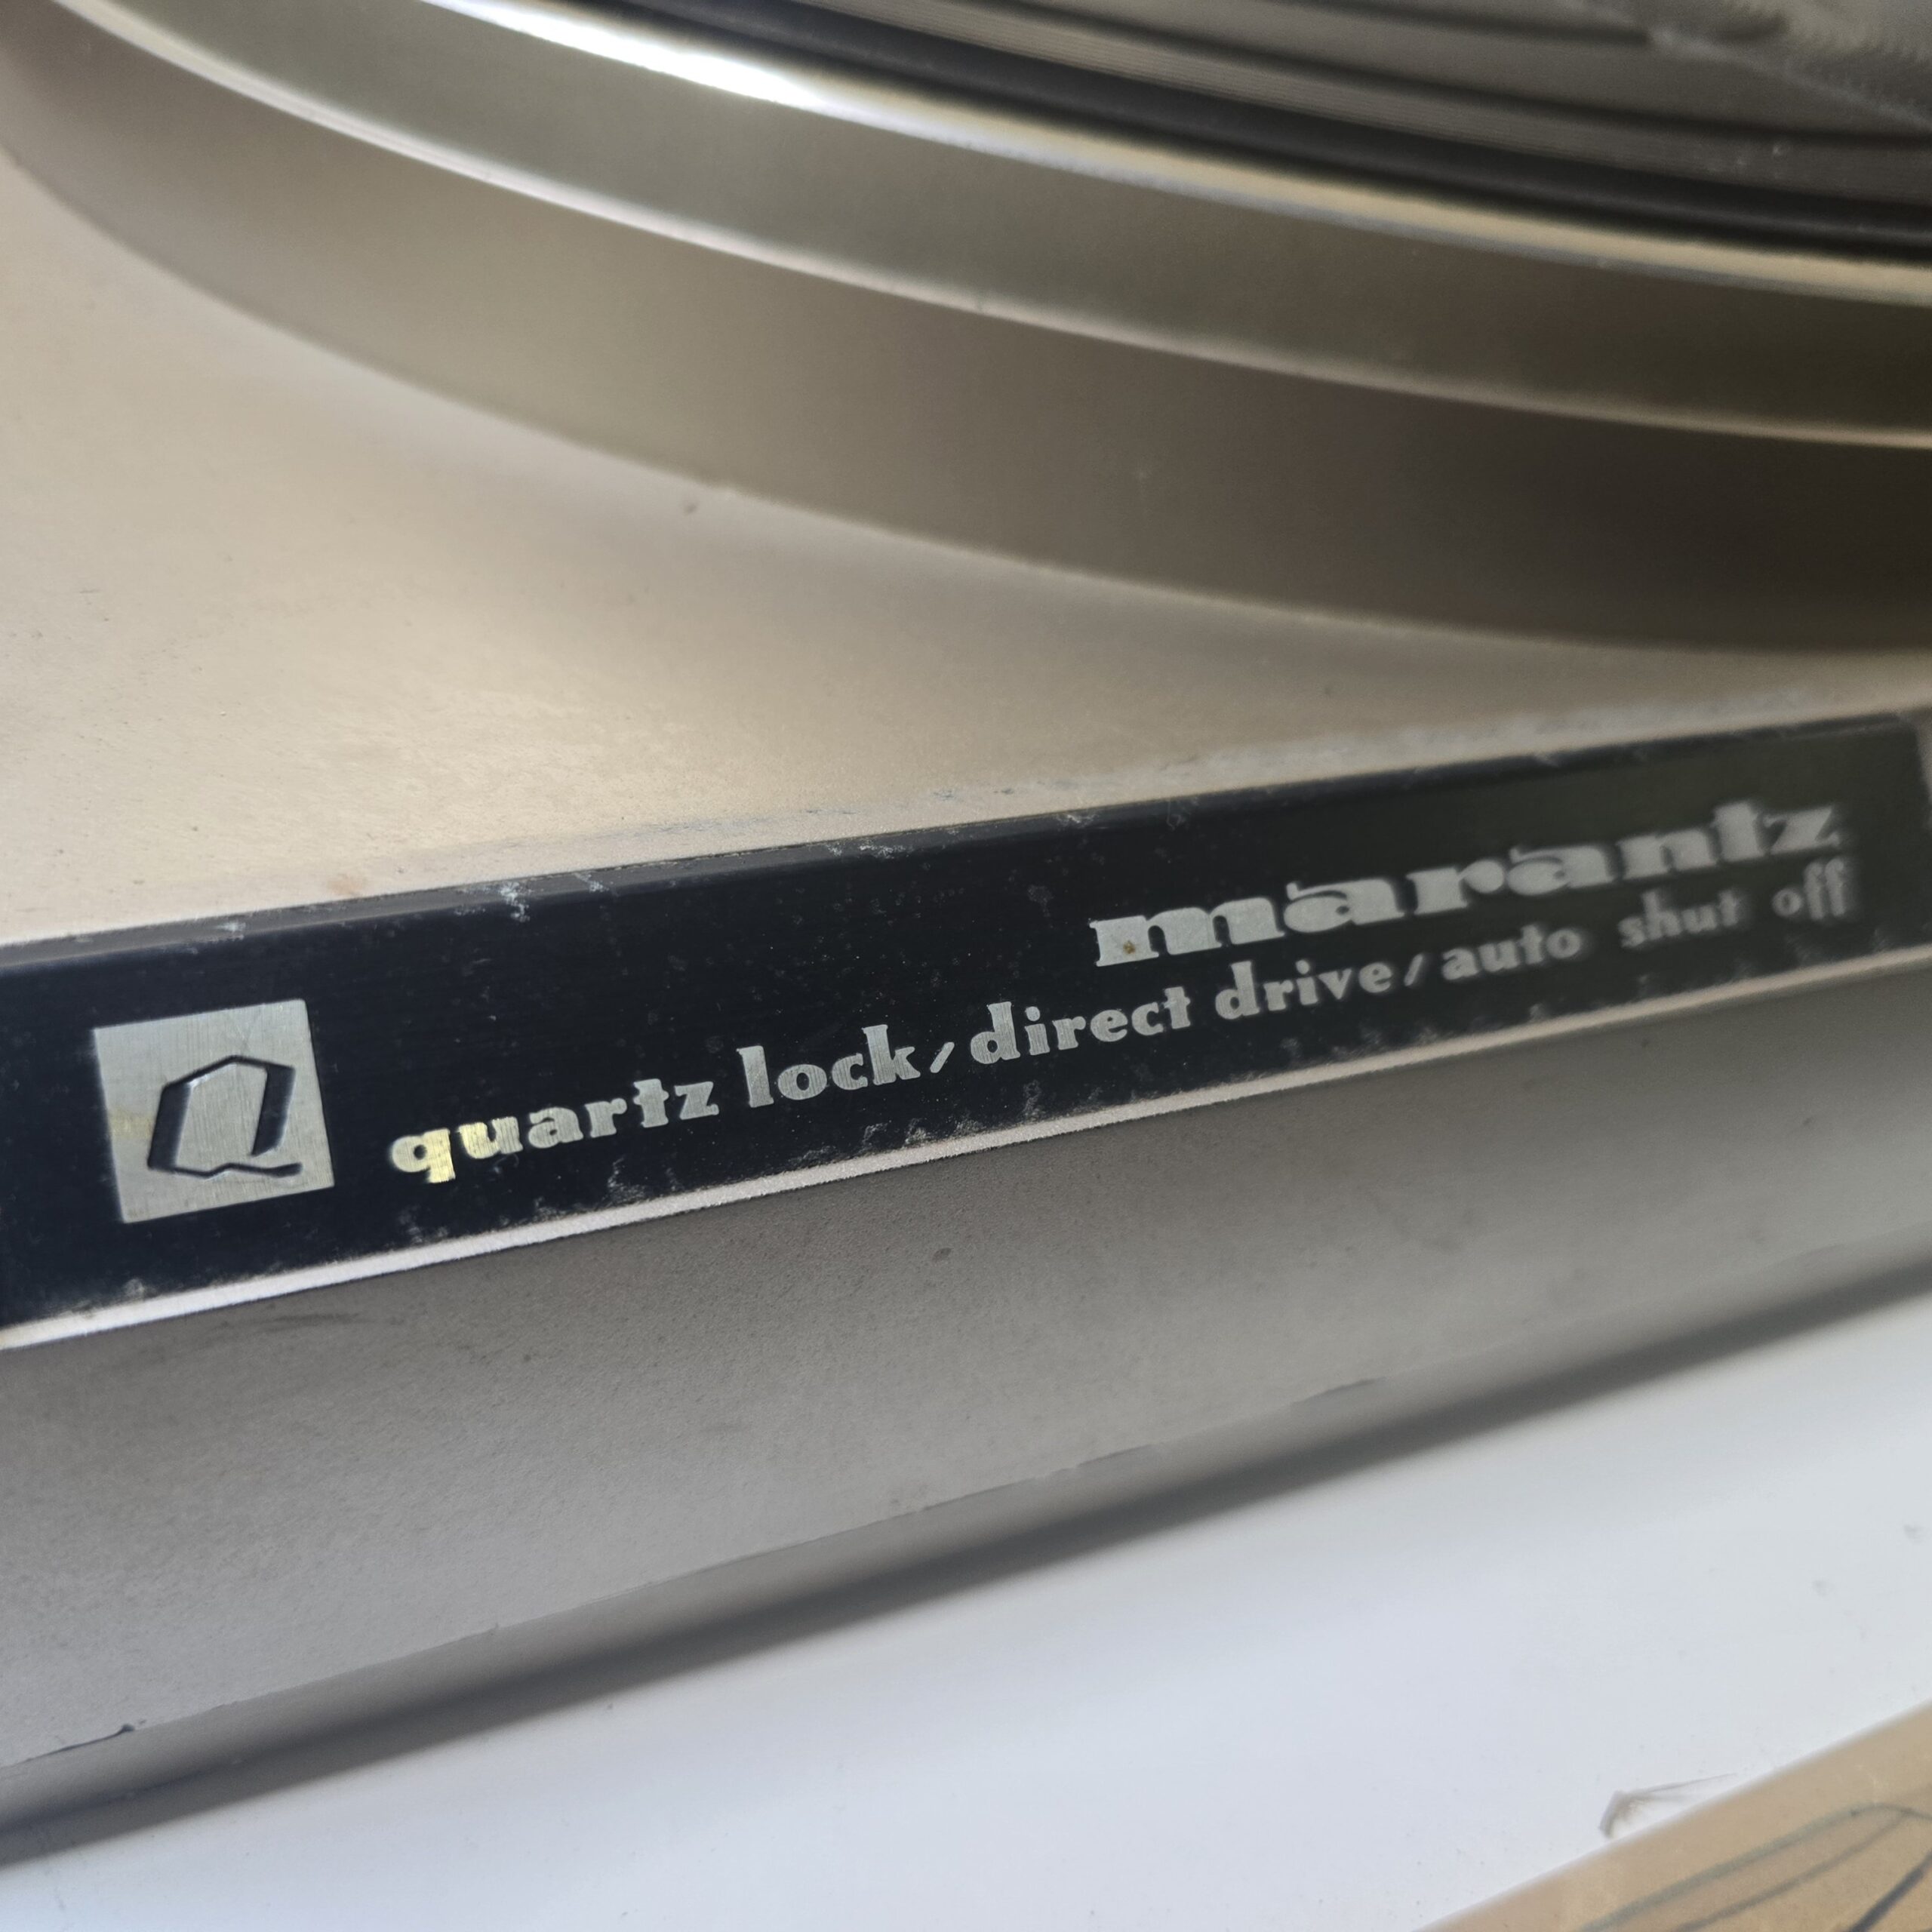 marantz
Q quartz lock/direct drive/auto shut off